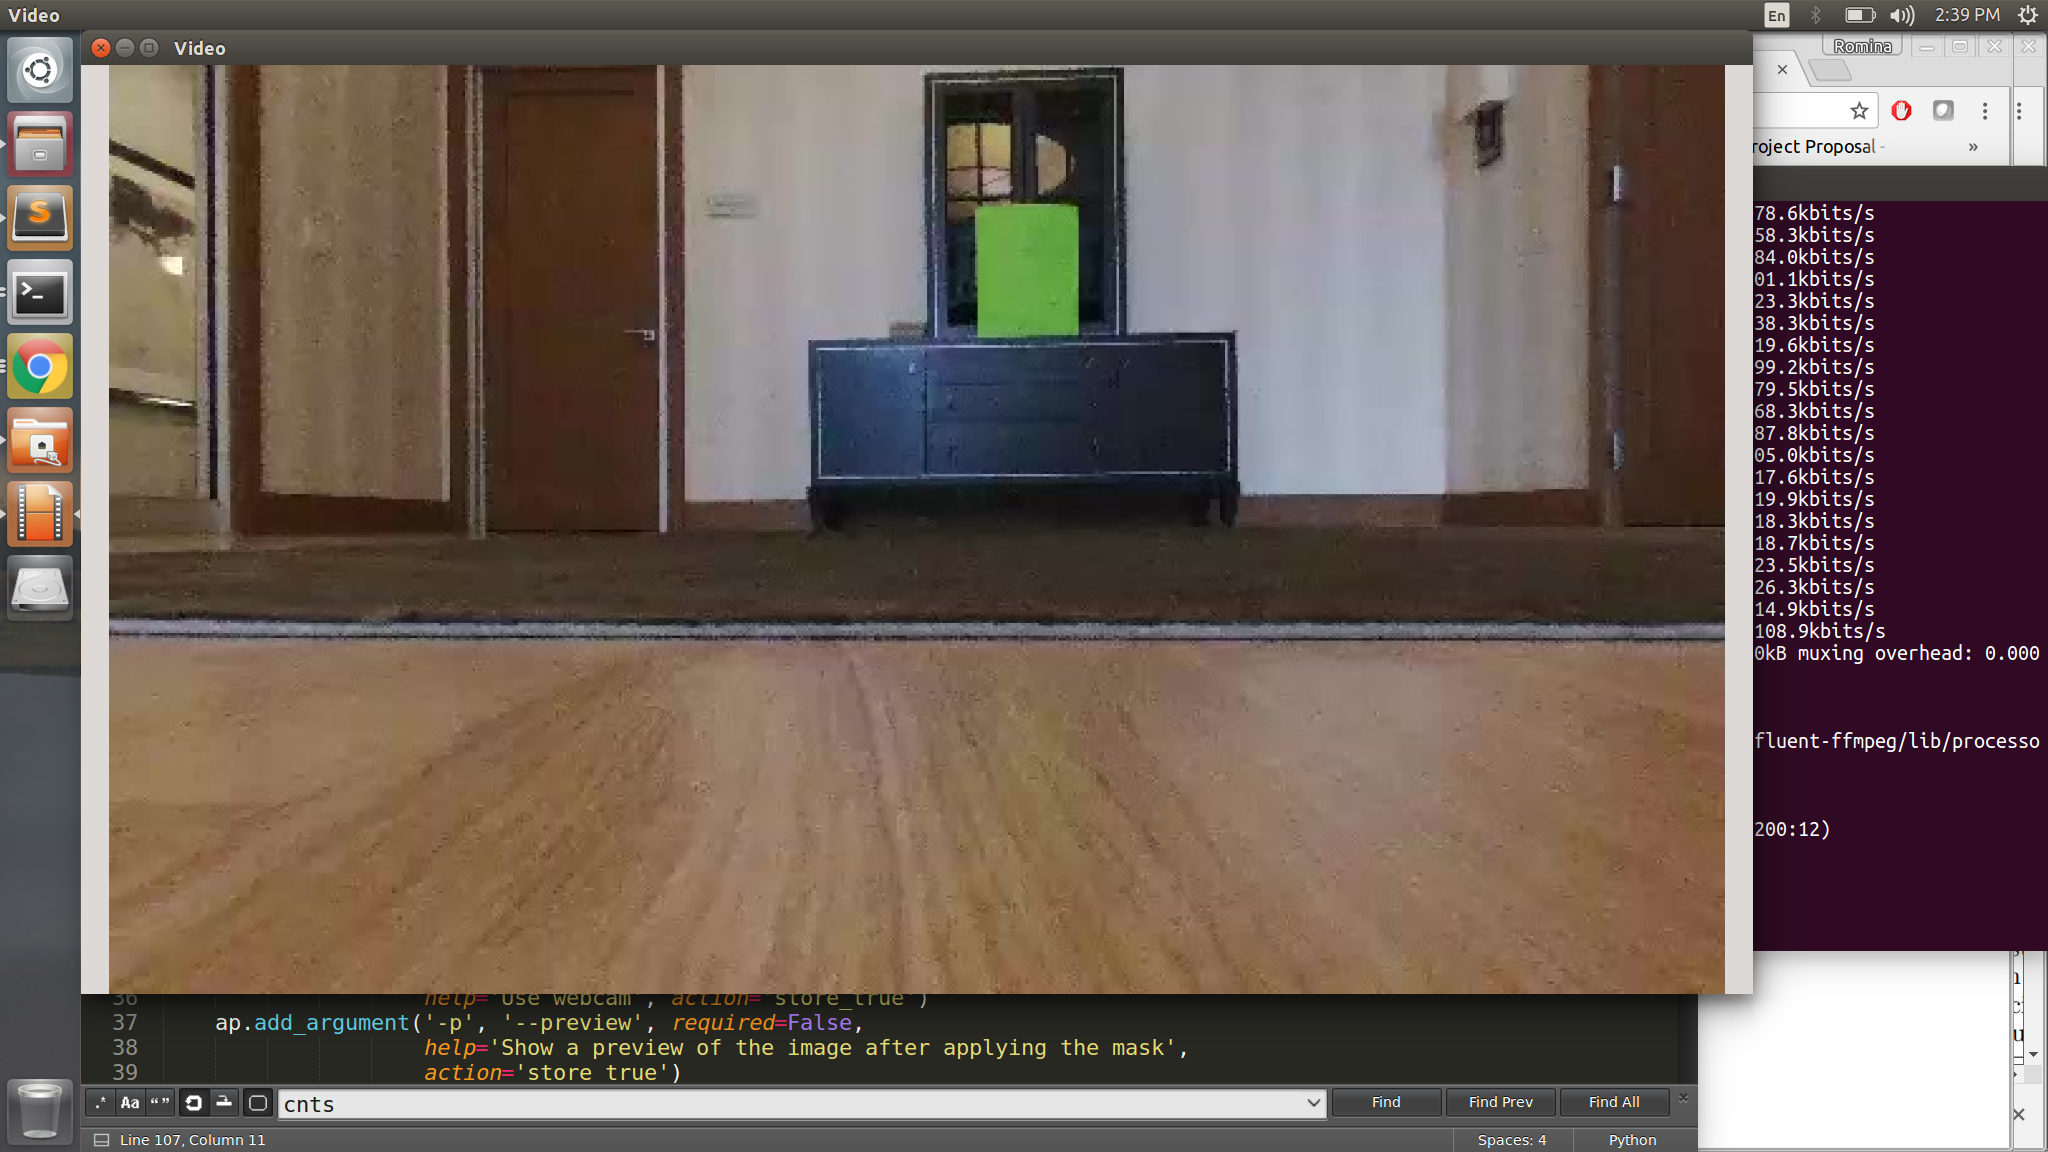 Video
En
2:39 PM
Video
Romina
roject Proposal -
»
78.6kbits/s
58.3kbits/s
84.0kbits/s
01.1kbits/s
23.3kbits/s
38.3kbits/s
19.6kbits/s
99.2kbits/s
79.5kbits/s
68.3kbits/s
87.8kbits/s
05.0kbits/s
17.6kbits/s
19.9kbits/s
18.3kbits/s
18.7kbits/s
23.5kbits/s
26.3kbits/s
14.9kbits/s
108.9kbits/s
0kB muxing overhead: 0.000
fluent-ffmpeg/lib/processo
200:12)
36 help='Use webcam', action='store_true')
37 ap.add_argument('-p', '--preview', required=False,
38 help='Show a preview of the image after applying the mask',
39 action='store_true')
.* Aa “”
cnts
Find
Find Prev
Find All
Line 107, Column 11
Spaces: 4
Python